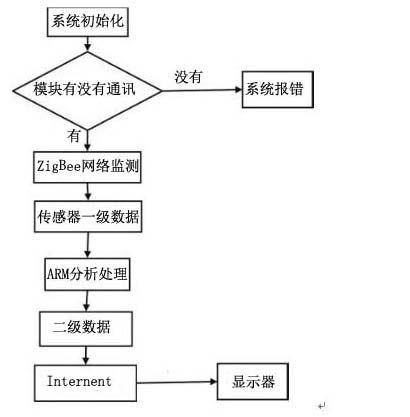 系统初始化
模块有没有通讯
没有
系统报错
有
ZigBee网络监测
传感器一级数据
ARM分析处理
二级数据
Internent
显示器